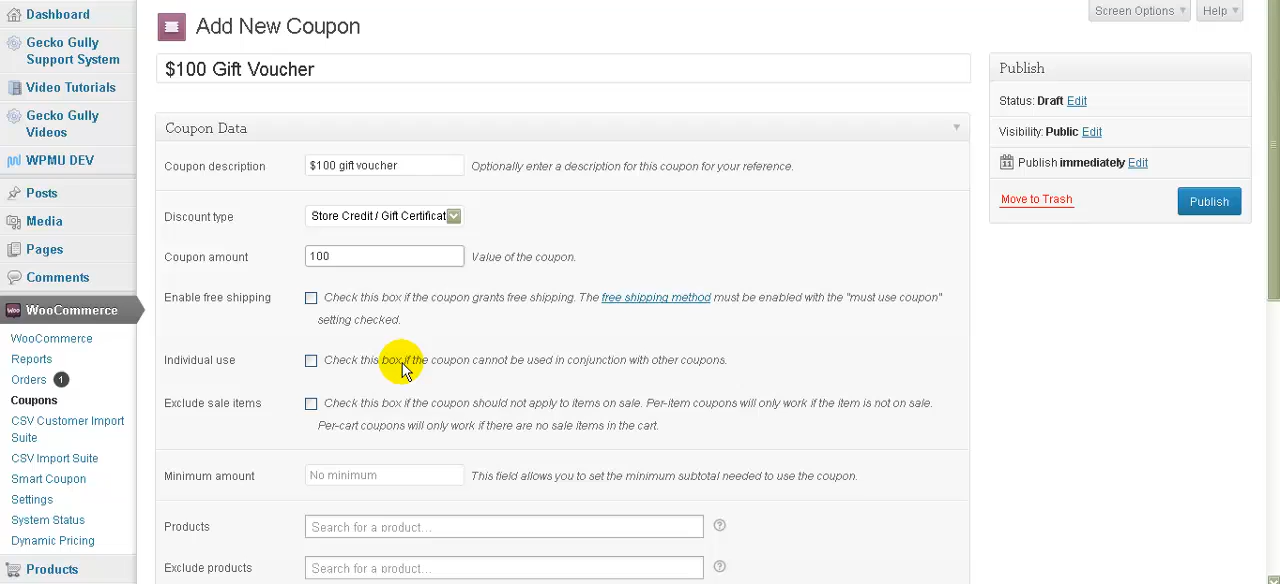 Dashboard
Gecko Gully
Support System
Video Tutorials
Gecko Gully
Videos
WPMU DEV
Posts
Media
Pages
Comments
WooCommerce
WooCommerce
Reports
Orders 1
Coupons
CSV Customer Import
Suite
CSV Import Suite
Smart Coupon
Settings
System Status
Dynamic Pricing
Products
Screen Options Help
Add New Coupon
$100 Gift Voucher
Coupon Data
Coupon description $100 gift voucher Optionally enter a description for this coupon for your reference.
Discount type Store Credit / Gift Certificat
Coupon amount 100 Value of the coupon.
Enable free shipping Check this box if the coupon grants free shipping. The free shipping method must be enabled with the "must use coupon"
setting checked.
Individual use Check this box if the coupon cannot be used in conjunction with other coupons.
Exclude sale items Check this box if the coupon should not apply to items on sale. Per-item coupons will only work if the item is not on sale.
Per-cart coupons will only work if there are no sale items in the cart.
Minimum amount No minimum This field allows you to set the minimum subtotal needed to use the coupon.
Products Search for a product... ?
Exclude products Search for a product... ?
Publish
Status: Draft Edit
Visibility: Public Edit
11 Publish immediately Edit
Move to Trash Publish